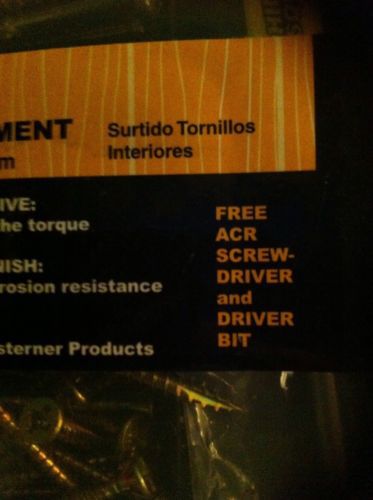 MENT
m
Surtido Tornillos
Interiores
IVE:
he torque
NISH:
rosion resistance
sterner Products
FREE
ACR
SCREW-
DRIVER
and
DRIVER
BIT